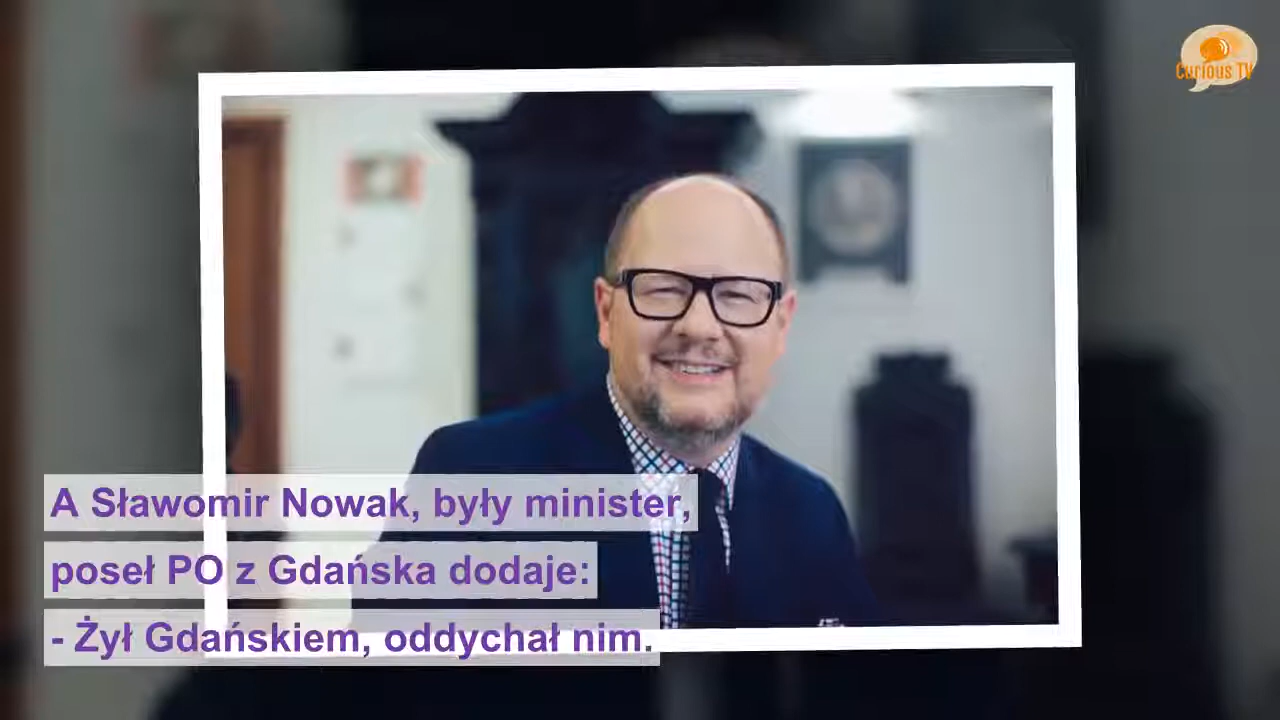 Curious TV
A Sławomir Nowak, były minister,
poseł PO z Gdańska dodaje:
- Żył Gdańskiem, oddychał nim.